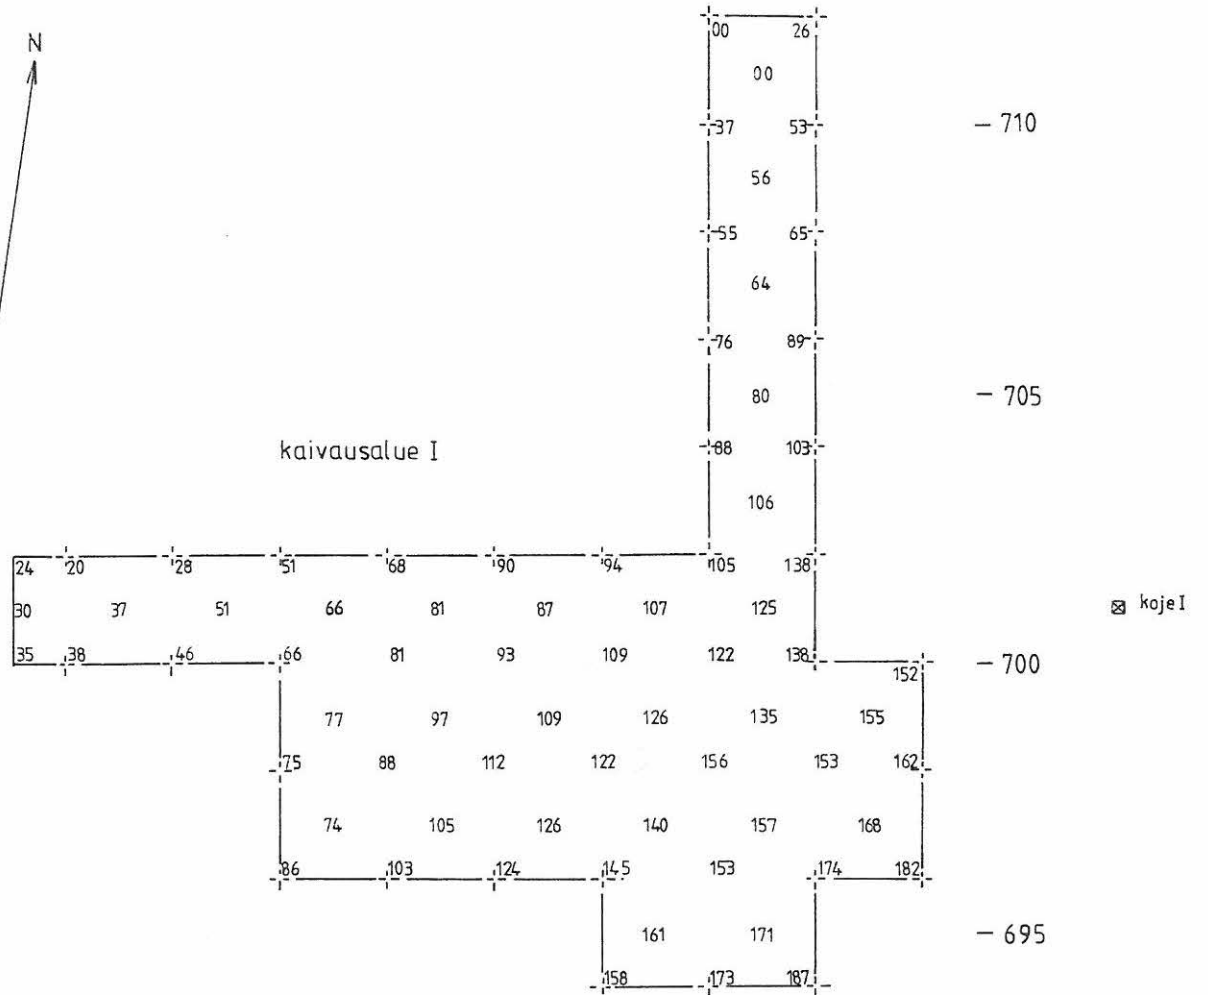 N
00 26
00
37 53 — 710
56
55 65
64
76 89
80 — 705
kaivausalue I
88 103
106
24 20 28 51 68 90 94 105 138
30 37 51 66 81 87 107 125 koje I
35 38 46 66 81 93 109 122 138 — 700
152
77 97 109 126 135 155
75 88 112 122 156 153 162
74 105 126 140 157 168
86 103 124 145 153 174 182
161 171 — 695
158 173 187